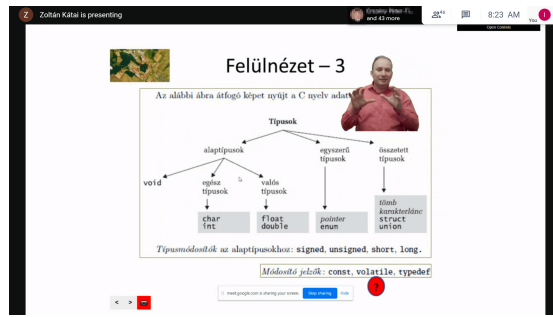 Z Zoltán Kátai is presenting
and 43 more
44
8:23 AM
You
I
Felülnézet – 3
Az alábbi ábra átfogó képet nyújt a C nyelv
Típusok
alaptípusok egyszerű összetett
típusok típusok
void egész valós
típusok típusok
char float pointer tömb
int double enum karakterlánc
struct
union
Típusmódosítók az alaptípusokhoz: signed, unsigned, short, long.
Módosító jelzők: const, volatile, typedef
?
meet.google.com is sharing your screen. Stop sharing Hide
< >